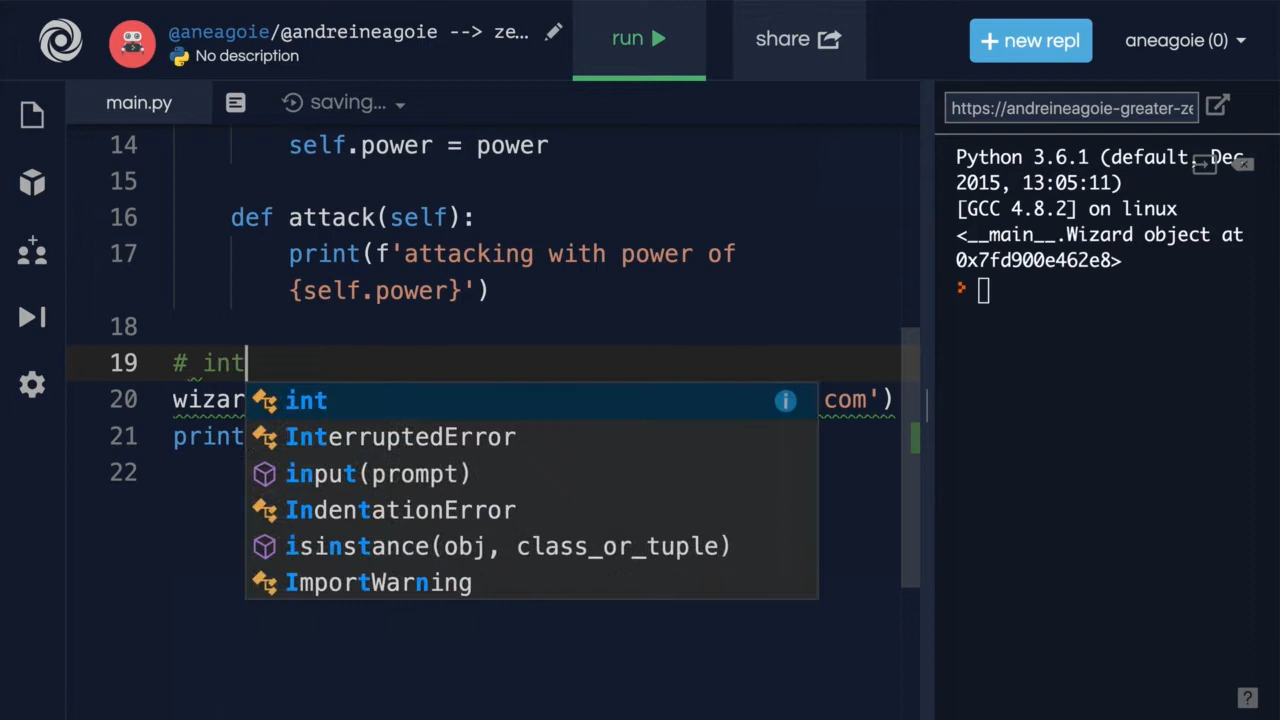 @aneagoie/@andreineagoie --> ze...
No description
run
share
+ new repl
aneagoie (0)
main.py
saving...
https://andreineagoie-greater-ze
14 self.power = power
15
16 def attack(self):
17 print(f'attacking with power of
{self.power}')
18
19 # int
20 wizar com')
21 print
22
int
InterruptedError
input(prompt)
IndentationError
isinstance(obj, class_or_tuple)
ImportWarning
Python 3.6.1 (default, Dec
2015, 13:05:11)
[GCC 4.8.2] on linux
<__main__.Wizard object at
0x7fd900e462e8>
?